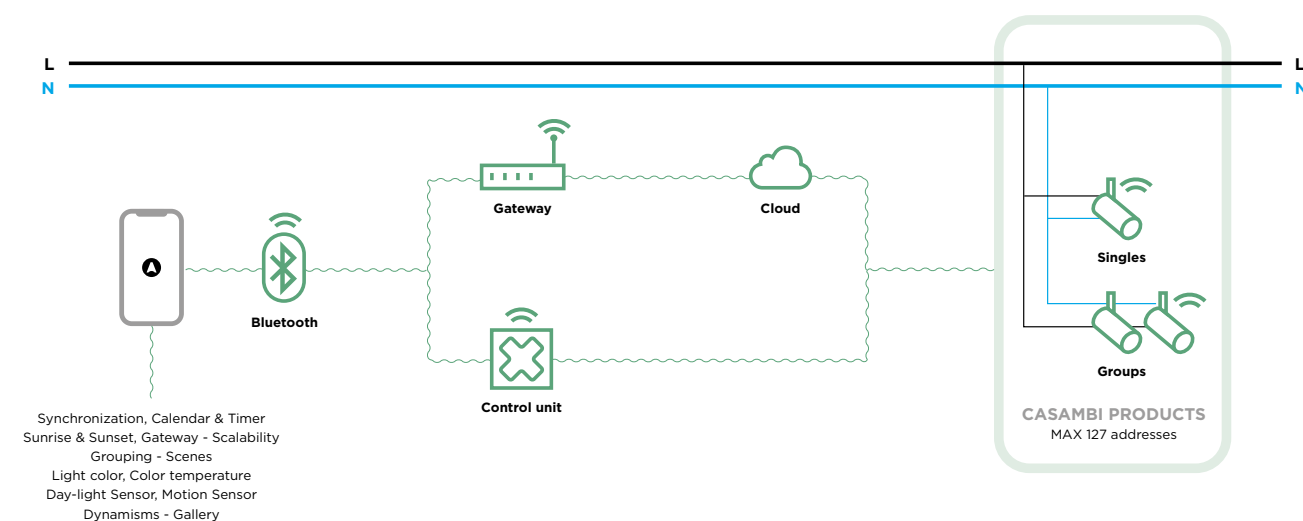 L
L
N
N
Gateway
Cloud
Singles
Bluetooth
Groups
Control unit
CASAMBI PRODUCTS
MAX 127 addresses
Synchronization, Calendar & Timer
Sunrise & Sunset, Gateway - Scalability
Grouping - Scenes
Light color, Color temperature
Day-light Sensor, Motion Sensor
Dynamisms - Gallery